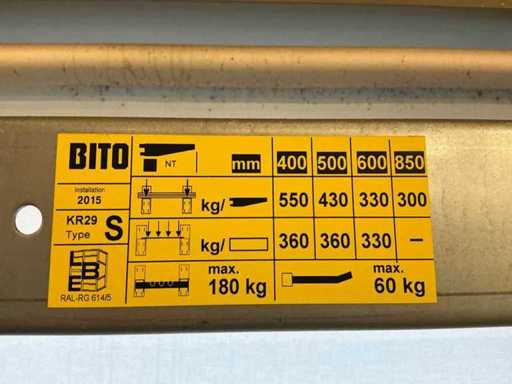 BITO
NT
mm 400 500 600 850
Installation
2015
kg/ 550 430 330 300
KR29
Type S
kg/ 360 360 330 –
RAL-RG 614/5
max.
180 kg
max.
60 kg